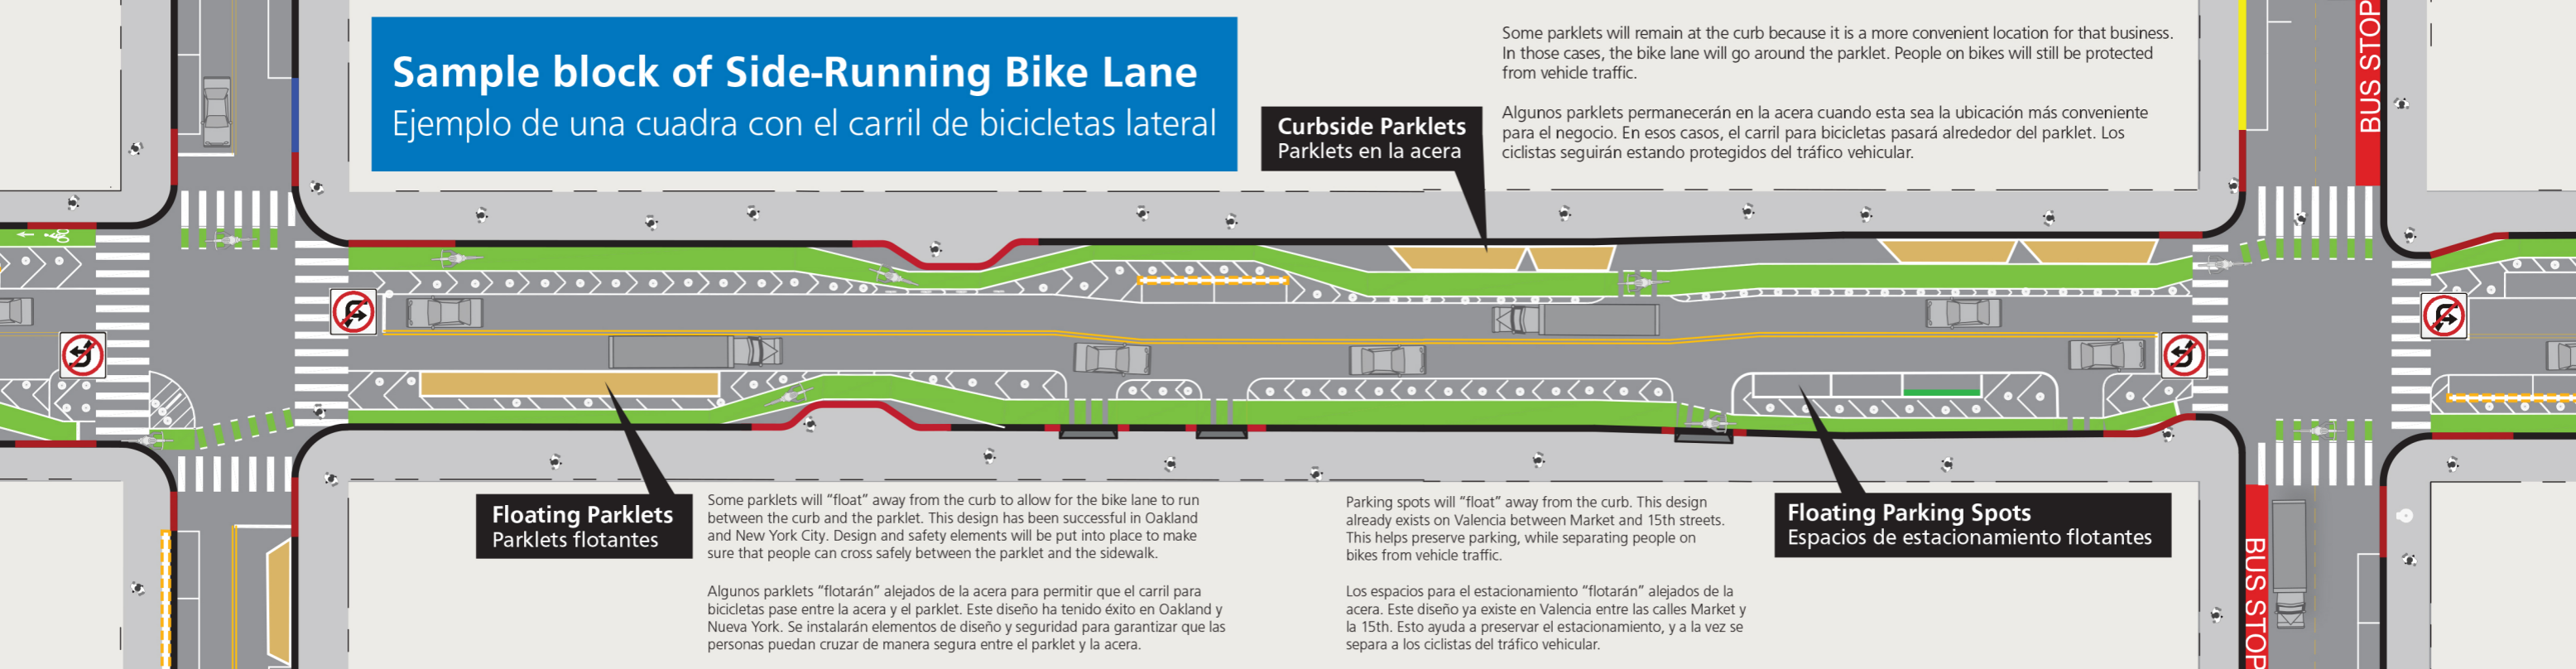 Sample block of Side-Running Bike Lane
Ejemplo de una cuadra con el carril de bicicletas lateral
Curbside Parklets
Parklets en la acera
Some parklets will remain at the curb because it is a more convenient location for that business.
In those cases, the bike lane will go around the parklet. People on bikes will still be protected
from vehicle traffic.
Algunos parklets permanecerán en la acera cuando esta sea la ubicación más conveniente
para el negocio. En esos casos, el carril para bicicletas pasará alrededor del parklet. Los
ciclistas seguirán estando protegidos del tráfico vehicular.
BUS STOP
Floating Parklets
Parklets flotantes
Some parklets will “float” away from the curb to allow for the bike lane to run
between the curb and the parklet. This design has been successful in Oakland
and New York City. Design and safety elements will be put into place to make
sure that people can cross safely between the parklet and the sidewalk.
Algunos parklets “flotarán” alejados de la acera para permitir que el carril para
bicicletas pase entre la acera y el parklet. Este diseño ha tenido éxito en Oakland y
Nueva York. Se instalarán elementos de diseño y seguridad para garantizar que las
personas puedan cruzar de manera segura entre el parklet y la acera.
Parking spots will “float” away from the curb. This design
already exists on Valencia between Market and 15th streets.
This helps preserve parking, while separating people on
bikes from vehicle traffic.
Los espacios para el estacionamiento “flotarán” alejados de la
acera. Este diseño ya existe en Valencia entre las calles Market y
la 15th. Esto ayuda a preservar el estacionamiento, y a la vez se
separa a los ciclistas del tráfico vehicular.
Floating Parking Spots
Espacios de estacionamiento flotantes
BUS STOP